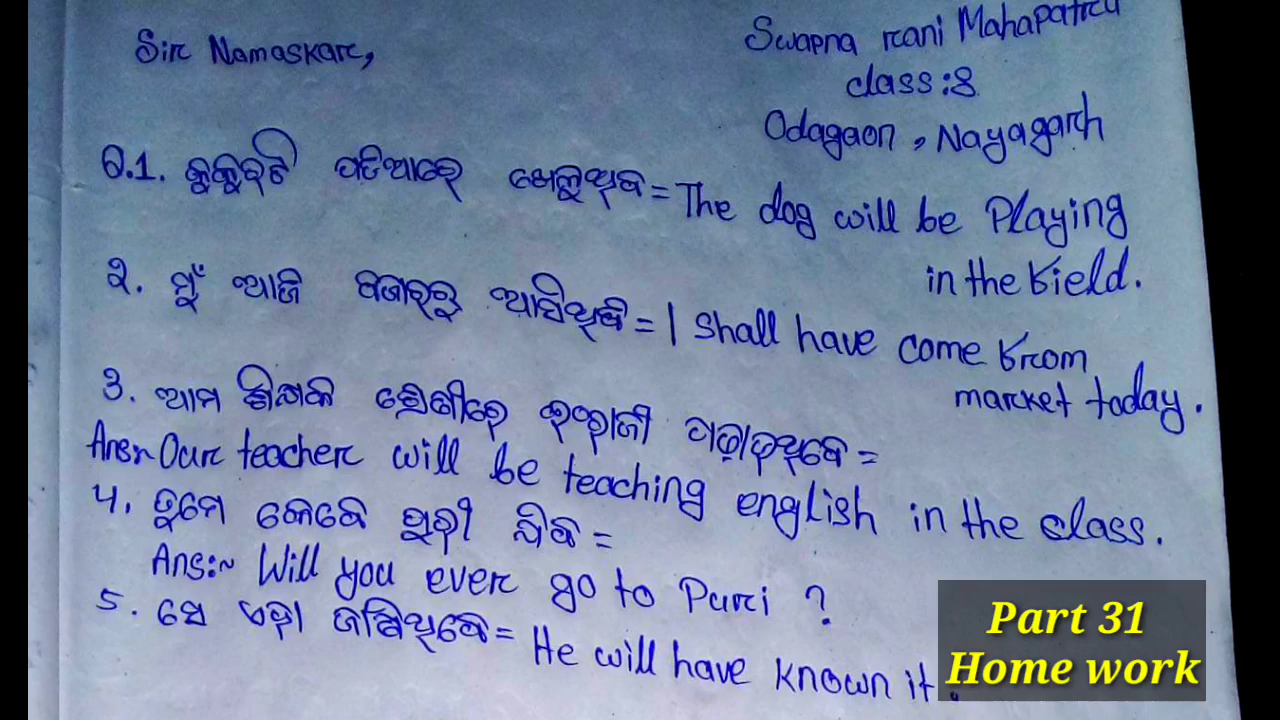 Sir Namaskar,
Swapna rani Mahapatra
class:8
Odagaon, Nayagarh
Q.1. କୁକୁରଟି ପଡିଆରେ ଖେଳୁଥିବ = The dog will be Playing
in the field.
୨. ମୁଁ ଆଜି ବଜାରରୁ ଆସିଥିବି = I Shall have come from
market today.
୩. ଆମ ଶିକ୍ଷକ ଶ୍ରେଣୀରେ ଇଂରାଜୀ ପଢ଼ାଉଥିବେ =
Ans:~ Our teacher will be teaching english in the class.
୪. ତୁମେ କେବେ ପୁରୀ ଯିବ =
Ans:~ Will you ever go to Puri ?
5. ସେ ଏହା ଜାଣିଥିବେ = He will have known it.
Part 31
Home work